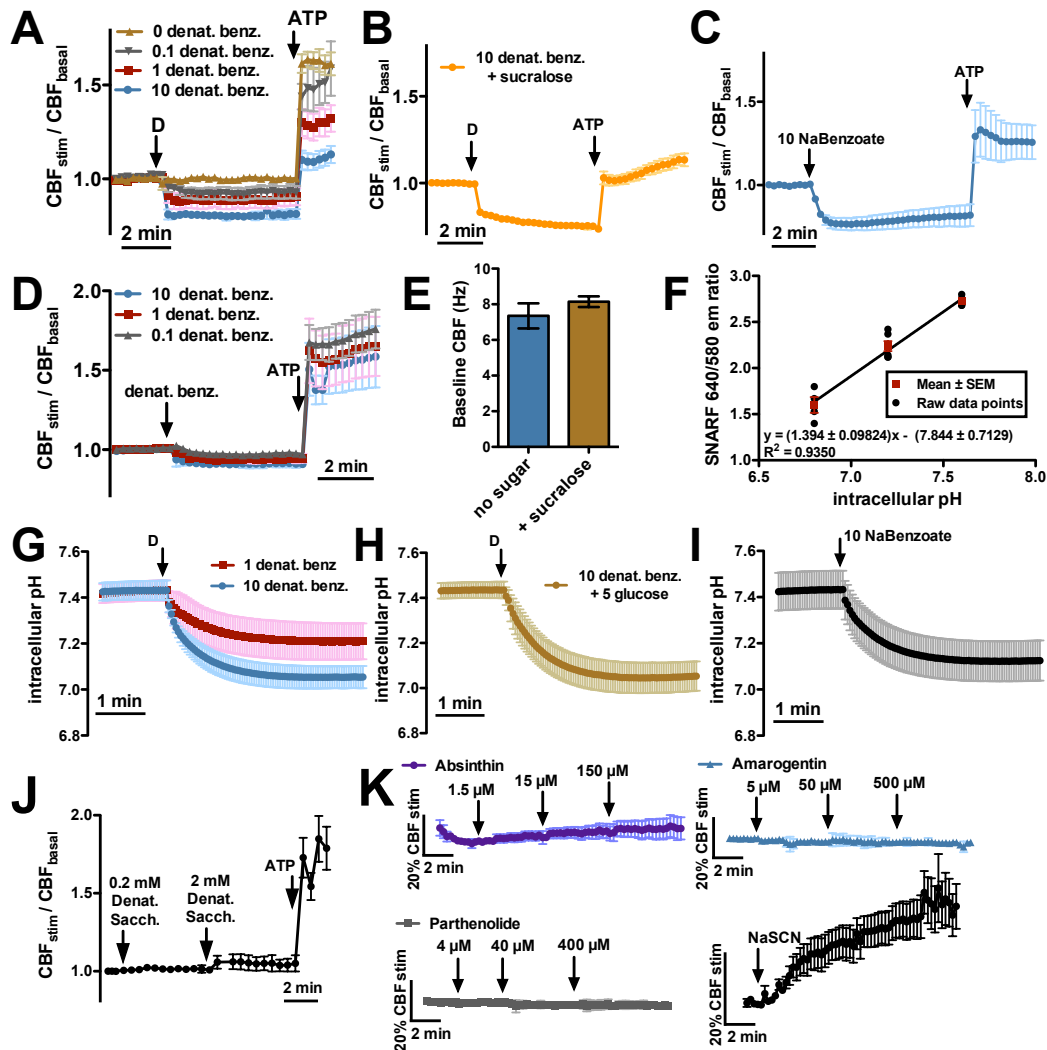 A
0 denat. benz.
0.1 denat. benz.
1 denat. benz.
10 denat. benz.
ATP
D
CBFstim / CBFbasal
1.5
1.0
2 min
B
10 denat. benz.
+ sucralose
D
ATP
CBFstim / CBFbasal
1.5
1.0
2 min
C
ATP
10 NaBenzoate
CBFstim / CBFbasal
1.5
1.0
2 min
D
10 denat. benz.
1 denat. benz.
0.1 denat. benz.
ATP
denat. benz.
CBFstim / CBFbasal
2.0
1.5
1.0
2 min
E
Baseline CBF (Hz)
10
8
6
4
2
0
no sugar
+ sucralose
F
SNARF 640/580 em ratio
3.0
2.5
2.0
1.5
1.0
Mean ± SEM
Raw data points
y = (1.394 ± 0.09824)x - (7.844 ± 0.7129)
R2 = 0.9350
6.5 7.0 7.5 8.0
intracellular pH
G
D
1 denat. benz
10 denat. benz.
intracellular pH
7.6
7.4
7.2
7.0
6.8
1 min
H
D
10 denat. benz.
+ 5 glucose
intracellular pH
7.6
7.4
7.2
7.0
6.8
1 min
I
10 NaBenzoate
intracellular pH
7.6
7.4
7.2
7.0
6.8
1 min
J
CBFstim / CBFbasal
2.0
1.5
1.0
0.2 mM
Denat.
Sacch.
2 mM
Denat.
Sacch.
ATP
2 min
K
Absinthin
1.5 µM
15 µM
150 µM
20% CBF stim
2 min
Amarogentin
5 µM
50 µM
500 µM
20% CBF stim
2 min
Parthenolide
4 µM
40 µM
400 µM
20% CBF stim
2 min
NaSCN
20% CBF stim
2 min